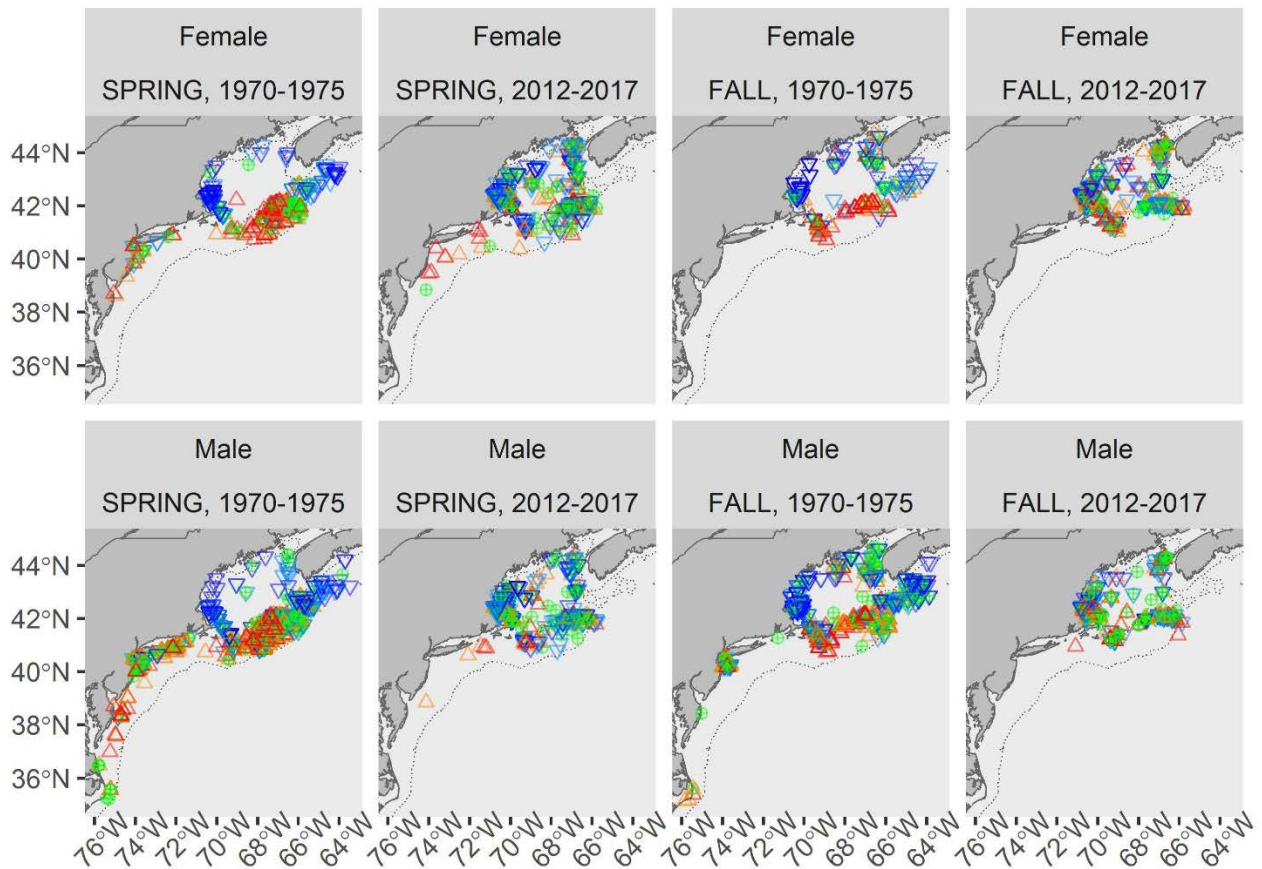 Female
SPRING, 1970-1975
Female
SPRING, 2012-2017
Female
FALL, 1970-1975
Female
FALL, 2012-2017
44°N
42°N
40°N
38°N
36°N
Male
SPRING, 1970-1975
Male
SPRING, 2012-2017
Male
FALL, 1970-1975
Male
FALL, 2012-2017
44°N
42°N
40°N
38°N
36°N
76°W 74°W 72°W 70°W 68°W 66°W 64°W
76°W 74°W 72°W 70°W 68°W 66°W 64°W
76°W 74°W 72°W 70°W 68°W 66°W 64°W
76°W 74°W 72°W 70°W 68°W 66°W 64°W